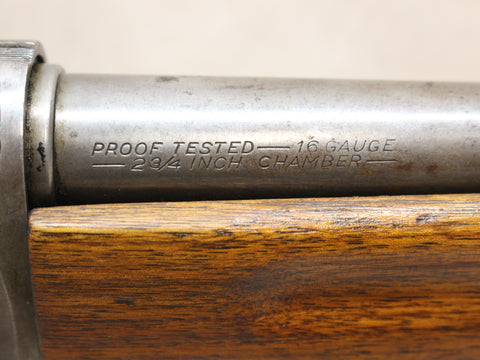 PROOF TESTED — 16 GAUGE
— 2 3/4 INCH CHAMBER —